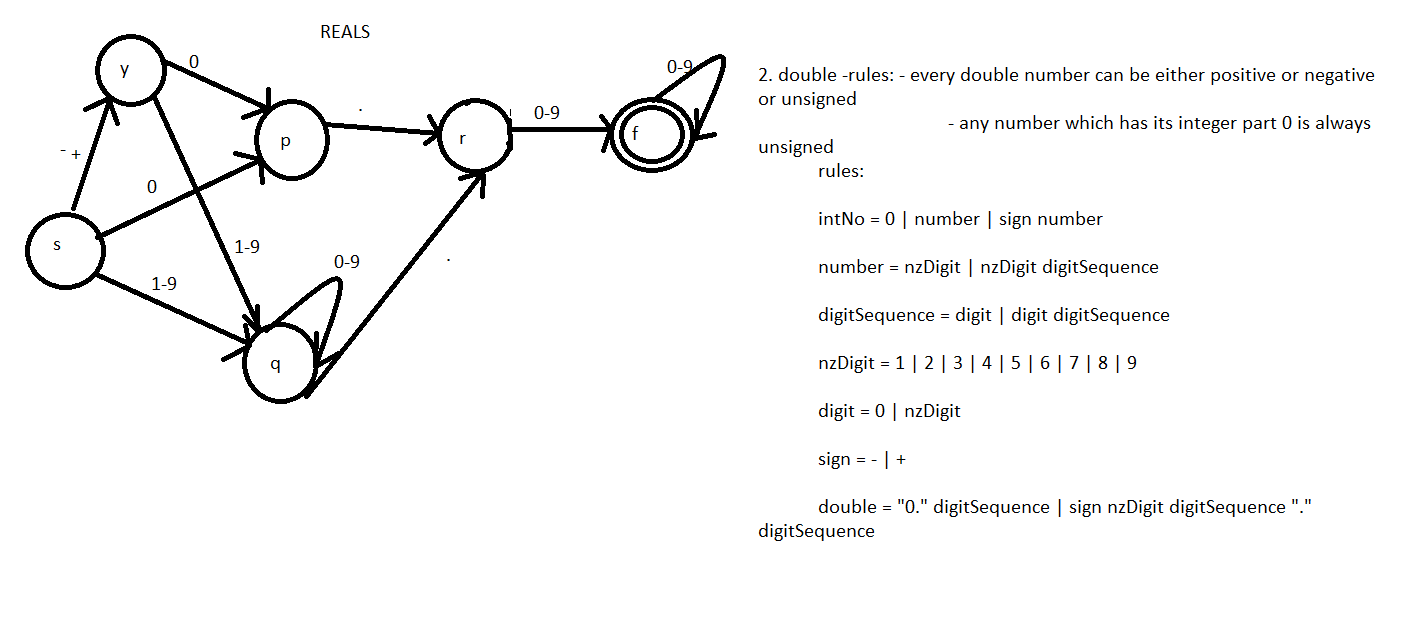 REALS
y
0
0-9
.
p
r
0-9
f
- +
0
s
1-9
1-9
0-9
.
q
2. double -rules: - every double number can be either positive or negative
or unsigned
- any number which has its integer part 0 is always
unsigned
rules:
intNo = 0 | number | sign number
number = nzDigit | nzDigit digitSequence
digitSequence = digit | digit digitSequence
nzDigit = 1 | 2 | 3 | 4 | 5 | 6 | 7 | 8 | 9
digit = 0 | nzDigit
sign = - | +
double = "0." digitSequence | sign nzDigit digitSequence "."
digitSequence